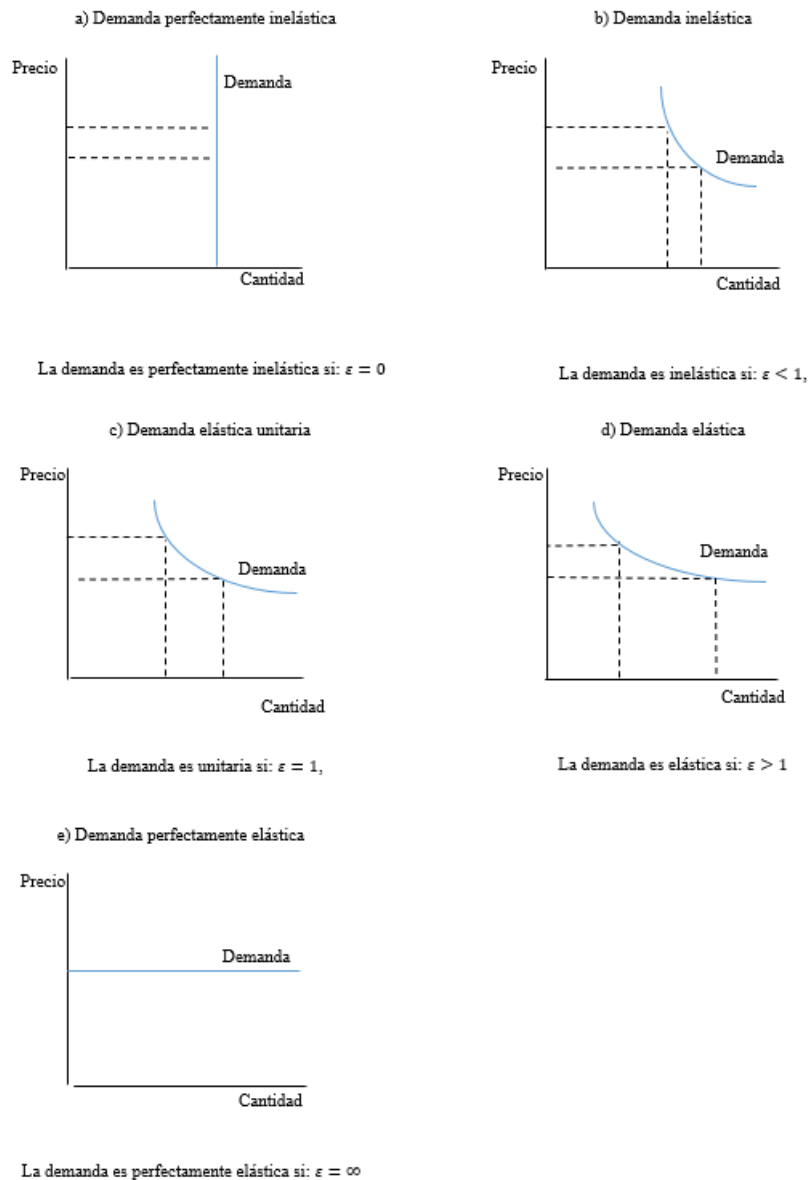 a) Demanda perfectamente inelástica
Precio
Demanda
Cantidad
La demanda es perfectamente inelástica si: ε = 0
b) Demanda inelástica
Precio
Demanda
Cantidad
La demanda es inelástica si: ε < 1,
c) Demanda elástica unitaria
Precio
Demanda
Cantidad
La demanda es unitaria si: ε = 1,
d) Demanda elástica
Precio
Demanda
Cantidad
La demanda es elástica si: ε > 1
e) Demanda perfectamente elástica
Precio
Demanda
Cantidad
La demanda es perfectamente elástica si: ε = ∞